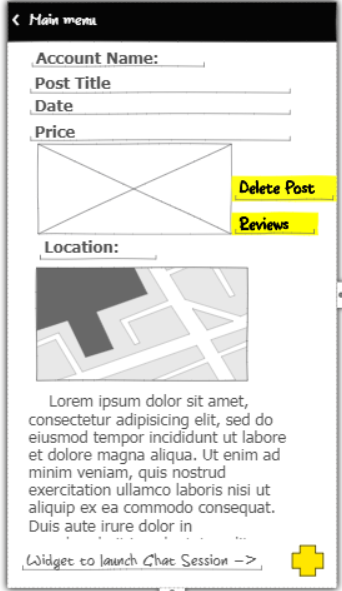 < Main menu
Account Name:
Post Title
Date
Price
Delete Post
Reviews
Location:
Lorem ipsum dolor sit amet,
consectetur adipisicing elit, sed do
eiusmod tempor incididunt ut labore
et dolore magna aliqua. Ut enim ad
minim veniam, quis nostrud
exercitation ullamco laboris nisi ut
aliquip ex ea commodo consequat.
Duis aute irure dolor in
Widget to launch Chat Session –>